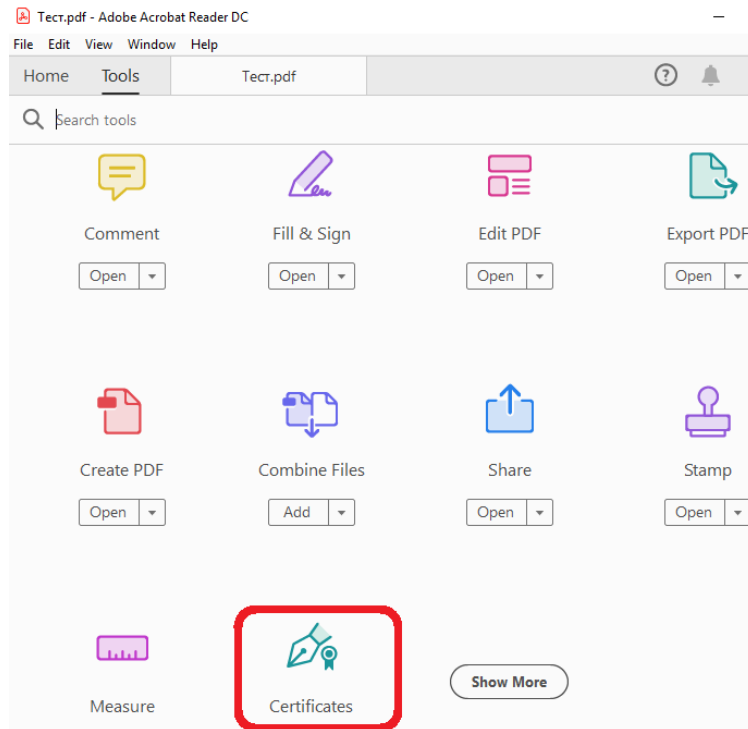 Тест.pdf - Adobe Acrobat Reader DC
File Edit View Window Help
Home Tools Тест.pdf
Search tools
Comment Fill & Sign Edit PDF Export PDF
Open Open Open Open
Create PDF Combine Files Share Stamp
Open Add Open Open
Show More
Measure Certificates